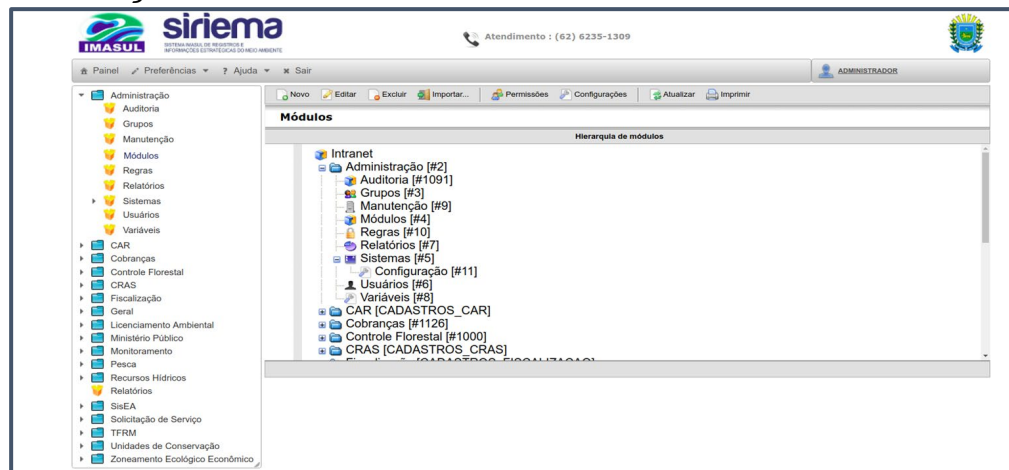 IMASUL
siriema
SISTEMA IMASUL DE REGISTROS E
INFORMAÇÕES ESTRATÉGICAS DO MEIO AMBIENTE
Atendimento : (62) 6235-1309
Painel Preferências ? Ajuda Sair
ADMINISTRADOR
Administração
Auditoria
Grupos
Manutenção
Módulos
Regras
Relatórios
Sistemas
Usuários
Variáveis
CAR
Cobranças
Controle Florestal
CRAS
Fiscalização
Geral
Licenciamento Ambiental
Ministério Público
Monitoramento
Pesca
Recursos Hídricos
Relatórios
SisEA
Solicitação de Serviço
TFRM
Unidades de Conservação
Zoneamento Ecológico Econômico
Novo Editar Excluir Importar... Permissões Configurações Atualizar Imprimir
Módulos
Hierarquia de módulos
Intranet
Administração [#2]
Auditoria [#1091]
Grupos [#3]
Manutenção [#9]
Módulos [#4]
Regras [#10]
Relatórios [#7]
Sistemas [#5]
Configuração [#11]
Usuários [#6]
Variáveis [#8]
CAR [CADASTROS_CAR]
Cobranças [#1126]
Controle Florestal [#1000]
CRAS [CADASTROS_CRAS]